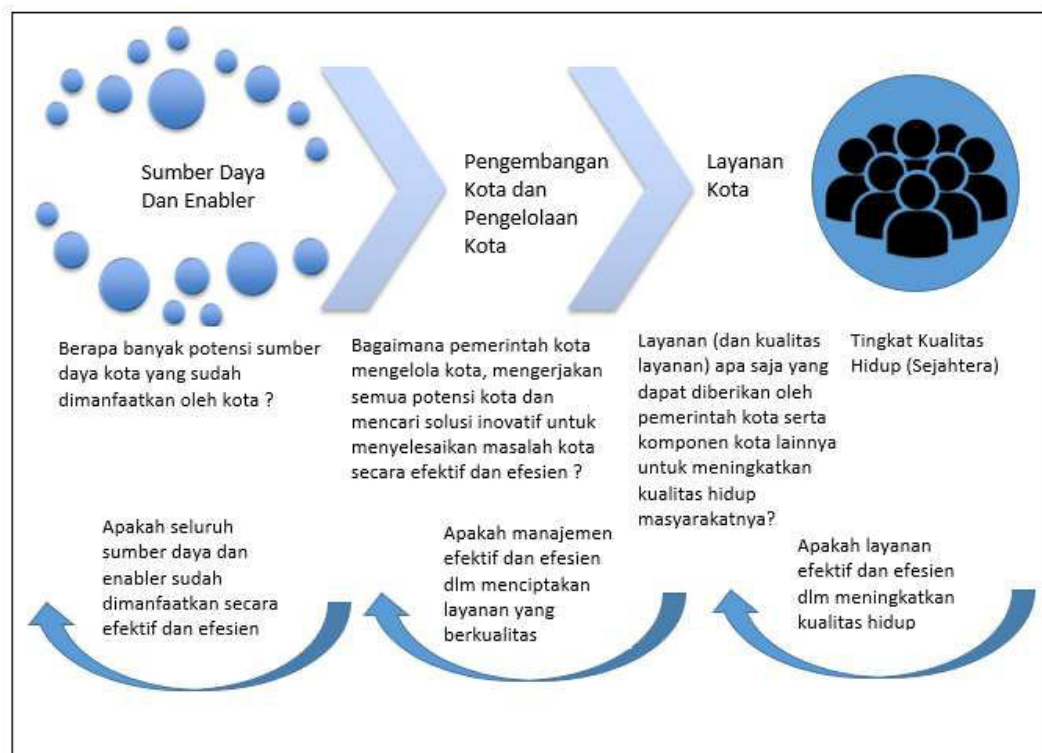 Sumber Daya
Dan Enabler
Pengembangan
Kota dan
Pengelolaan
Kota
Layanan
Kota
Berapa banyak potensi sumber
daya kota yang sudah
dimanfaatkan oleh kota ?
Bagaimana pemerintah kota
mengelola kota, mengerjakan
semua potensi kota dan
mencari solusi inovatif untuk
menyelesaikan masalah kota
secara efektif dan efesien ?
Layanan (dan kualitas
layanan) apa saja yang
dapat diberikan oleh
pemerintah kota serta
komponen kota lainnya
untuk meningkatkan
kualitas hidup
masyarakatnya?
Tingkat Kualitas
Hidup (Sejahtera)
Apakah seluruh
sumber daya dan
enabler sudah
dimanfaatkan secara
efektif dan efesien
Apakah manajemen
efektif dan efesien
dlm menciptakan
layanan yang
berkualitas
Apakah layanan
efektif dan efesien
dlm meningkatkan
kualitas hidup